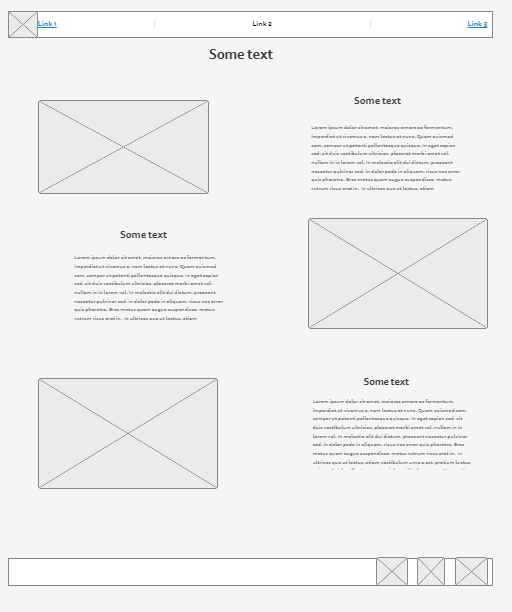 Link 1
Link 2
Link 3
Some text
Some text
Lorem ipsum dolor sit amet, maiores ornare ac fermentum,
imperdiet ut vivamus a, nam lectus at nunc. Quam euismod
sem, semper ut potenti pellentesque quisque. In eget sapien
sed, sit duis vestibulum ultricies, placerat morbi amet vel,
nullam in in lorem vel. In molestie elit dui dictum, praesent
nascetur pulvinar sed, in dolor pede in aliquam, risus nec error
quis pharetra. Eros metus quam augue suspendisse, metus rutrum
risus erat in. In ultrices quo ut lectus, etiam
Some text
Lorem ipsum dolor sit amet, maiores ornare ac fermentum,
imperdiet ut vivamus a, nam lectus at nunc. Quam euismod
sem, semper ut potenti pellentesque quisque. In eget sapien
sed, sit duis vestibulum ultricies, placerat morbi amet vel,
nullam in in lorem vel. In molestie elit dui dictum, praesent
nascetur pulvinar sed, in dolor pede in aliquam, risus nec error
quis pharetra. Eros metus quam augue suspendisse, metus
rutrum risus erat in. In ultrices quo ut lectus, etiam
Some text
Lorem ipsum dolor sit amet, maiores ornare ac fermentum,
imperdiet ut vivamus a, nam lectus at nunc. Quam euismod
sem, semper ut potenti pellentesque quisque. In eget sapien sed, sit
duis vestibulum ultricies, placerat morbi amet vel, nullam in in
lorem vel. In molestie elit dui dictum, praesent nascetur pulvinar
sed, in dolor pede in aliquam, risus nec error quis pharetra. Eros
metus quam augue suspendisse, metus rutrum risus erat in. In
ultrices quo ut lectus, etiam vestibulum urna a est, pretium luctus